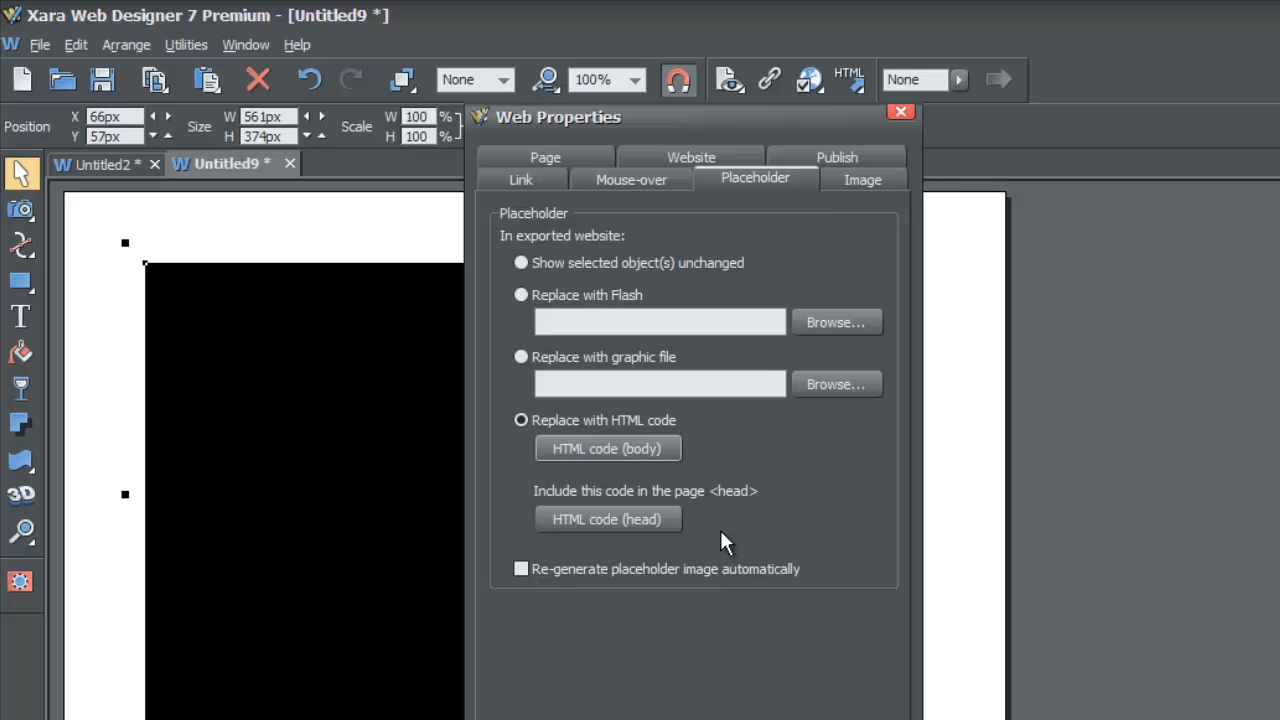 Xara Web Designer 7 Premium - [Untitled9 *]
W File Edit Arrange Utilities Window Help
None 100% HTML None
Position X 66px W 561px W 100 %
Y 57px Size H 374px Scale H 100 %
W Untitled2 * W Untitled9 *
Web Properties
Page Website Publish
Link Mouse-over Placeholder Image
Placeholder
In exported website:
Show selected object(s) unchanged
Replace with Flash
Browse...
Replace with graphic file
Browse...
Replace with HTML code
HTML code (body)
Include this code in the page <head>
HTML code (head)
Re-generate placeholder image automatically
T
3D